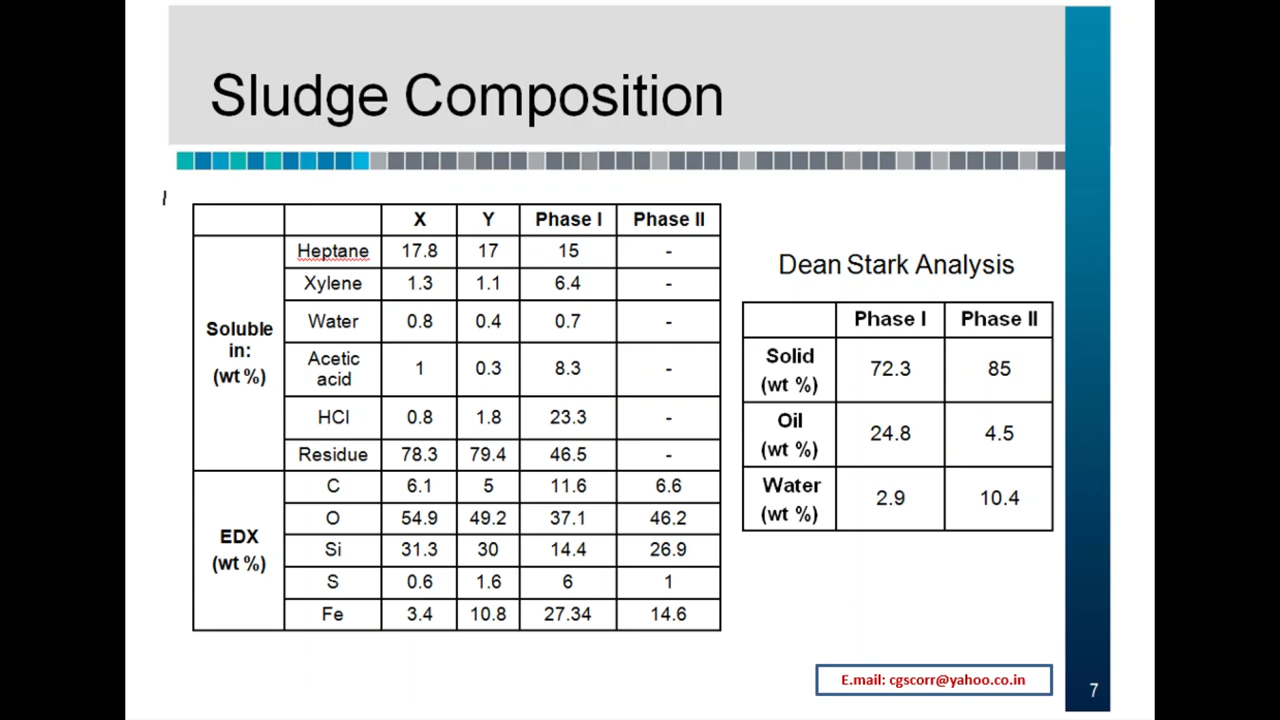 Sludge Composition
X Y Phase I Phase II
Soluble in: (wt %)
Heptane 17.8 17 15 -
Xylene 1.3 1.1 6.4 -
Water 0.8 0.4 0.7 -
Acetic acid 1 0.3 8.3 -
HCl 0.8 1.8 23.3 -
Residue 78.3 79.4 46.5 -
EDX (wt %)
C 6.1 5 11.6 6.6
O 54.9 49.2 37.1 46.2
Si 31.3 30 14.4 26.9
S 0.6 1.6 6 1
Fe 3.4 10.8 27.34 14.6
Dean Stark Analysis
Phase I Phase II
Solid (wt %) 72.3 85
Oil (wt %) 24.8 4.5
Water (wt %) 2.9 10.4
E.mail: cgscorr@yahoo.co.in
7